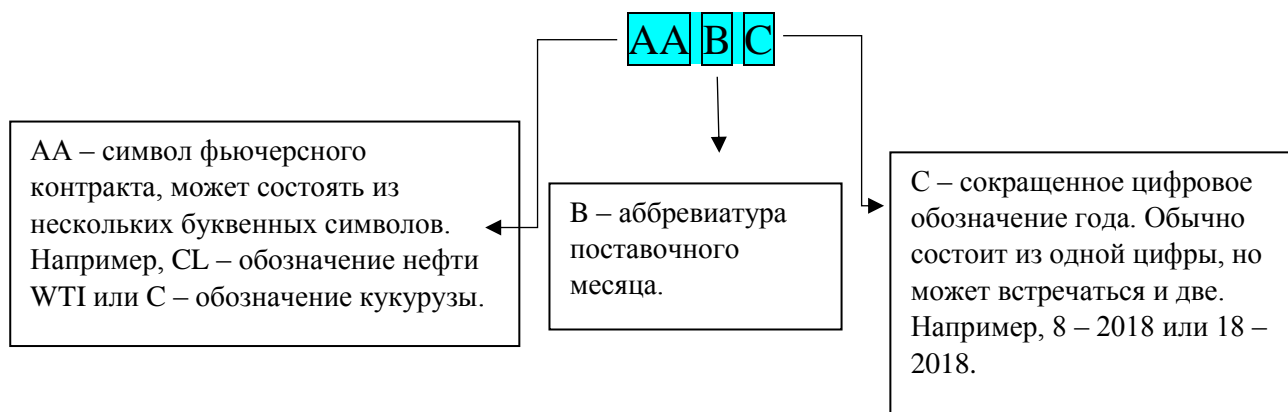 AA B C
AA – символ фьючерсного
контракта, может состоять из
нескольких буквенных символов.
Например, CL – обозначение нефти
WTI или C – обозначение кукурузы.
B – аббревиатура
поставочного
месяца.
C – сокращенное цифровое
обозначение года. Обычно
состоит из одной цифры, но
может встречаться и две.
Например, 8 – 2018 или 18 –
2018.